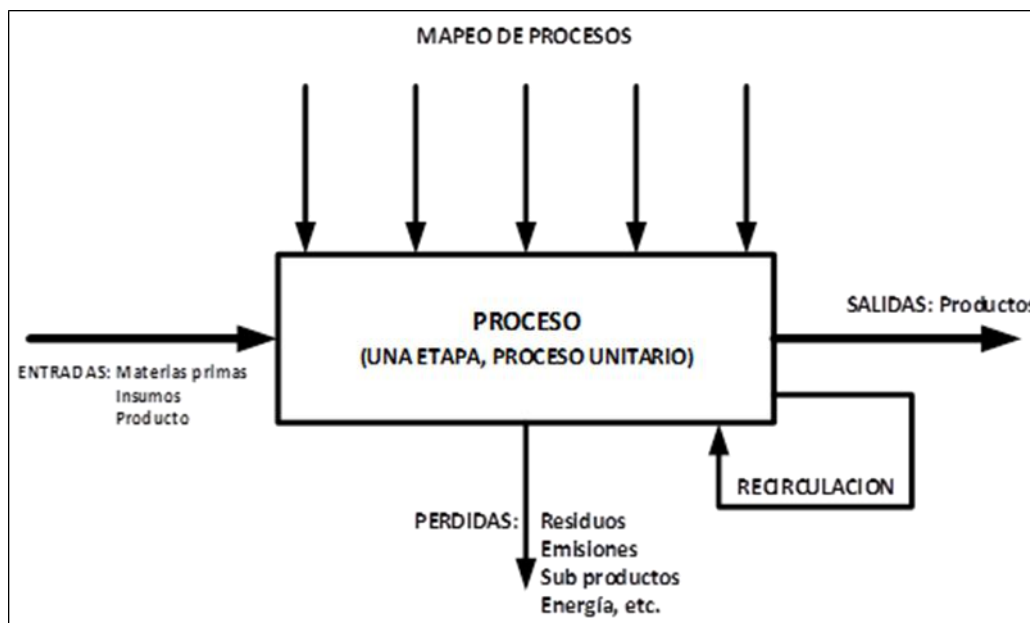 MAPEO DE PROCESOS
PROCESO
(UNA ETAPA, PROCESO UNITARIO)
SALIDAS: Productos
ENTRADAS: Materias primas
Insumos
Producto
RECIRCULACION
PERDIDAS: Residuos
Emisiones
Sub productos
Energía, etc.